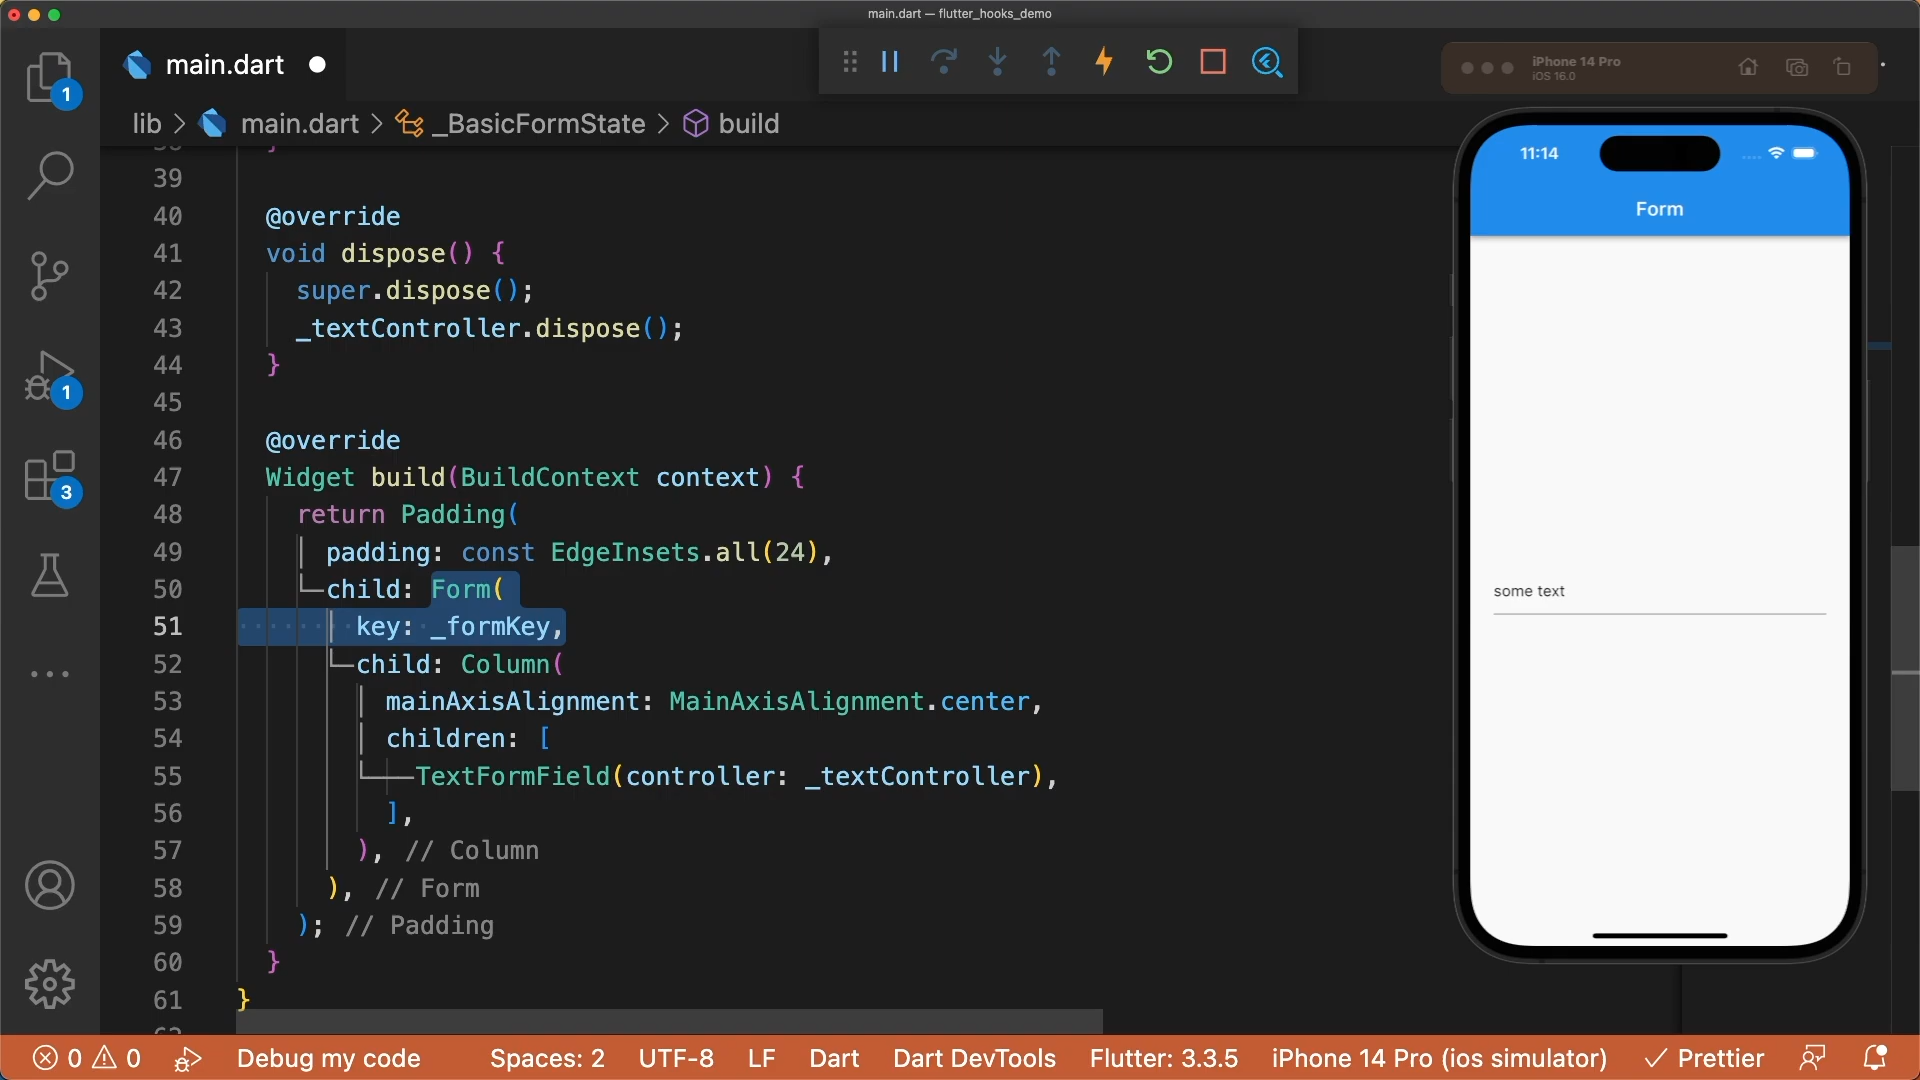 main.dart — flutter_hooks_demo
main.dart
iPhone 14 Pro
iOS 16.0
lib > main.dart > _BasicFormState > build
1
1
3
39
40 @override
41 void dispose() {
42 super.dispose();
43 _textController.dispose();
44 }
45
46 @override
47 Widget build(BuildContext context) {
48 return Padding(
49 padding: const EdgeInsets.all(24),
50 child: Form(
51 key: _formKey,
52 child: Column(
53 mainAxisAlignment: MainAxisAlignment.center,
54 children: [
55 TextFormField(controller: _textController),
56 ],
57 ), // Column
58 ), // Form
59 ); // Padding
60 }
61 }
11:14
Form
some text
0 0 Debug my code Spaces: 2 UTF-8 LF Dart Dart DevTools Flutter: 3.3.5 iPhone 14 Pro (ios simulator) Prettier